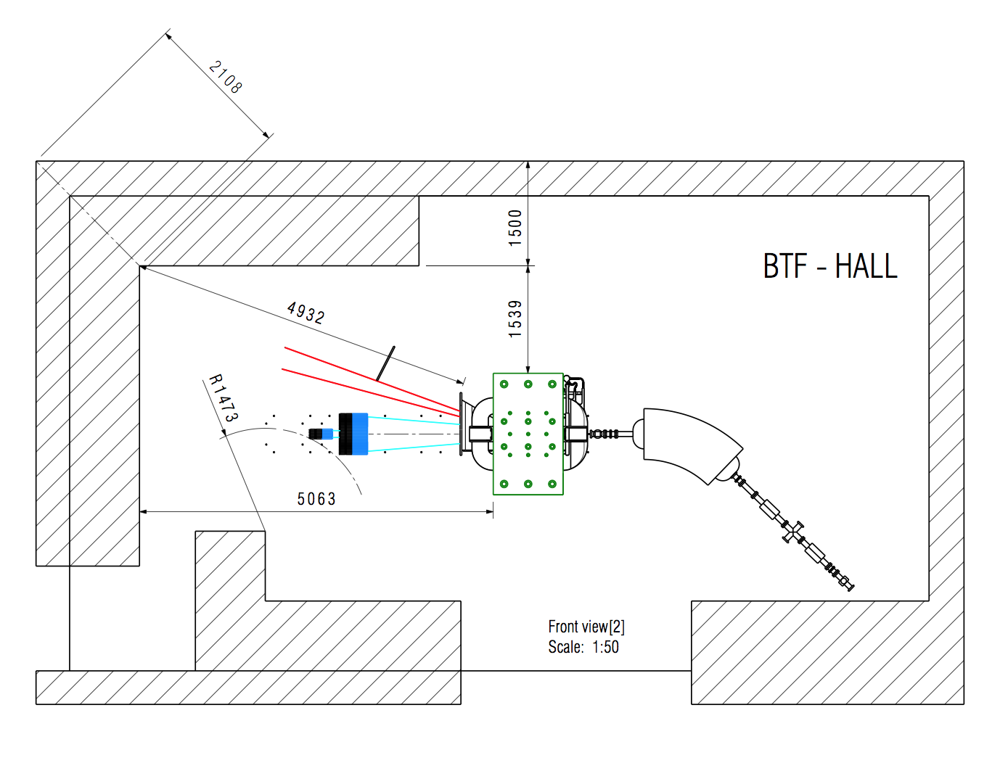 2108
1500
BTF - HALL
4932
1539
R1473
5063
Front view[2]
Scale: 1:50